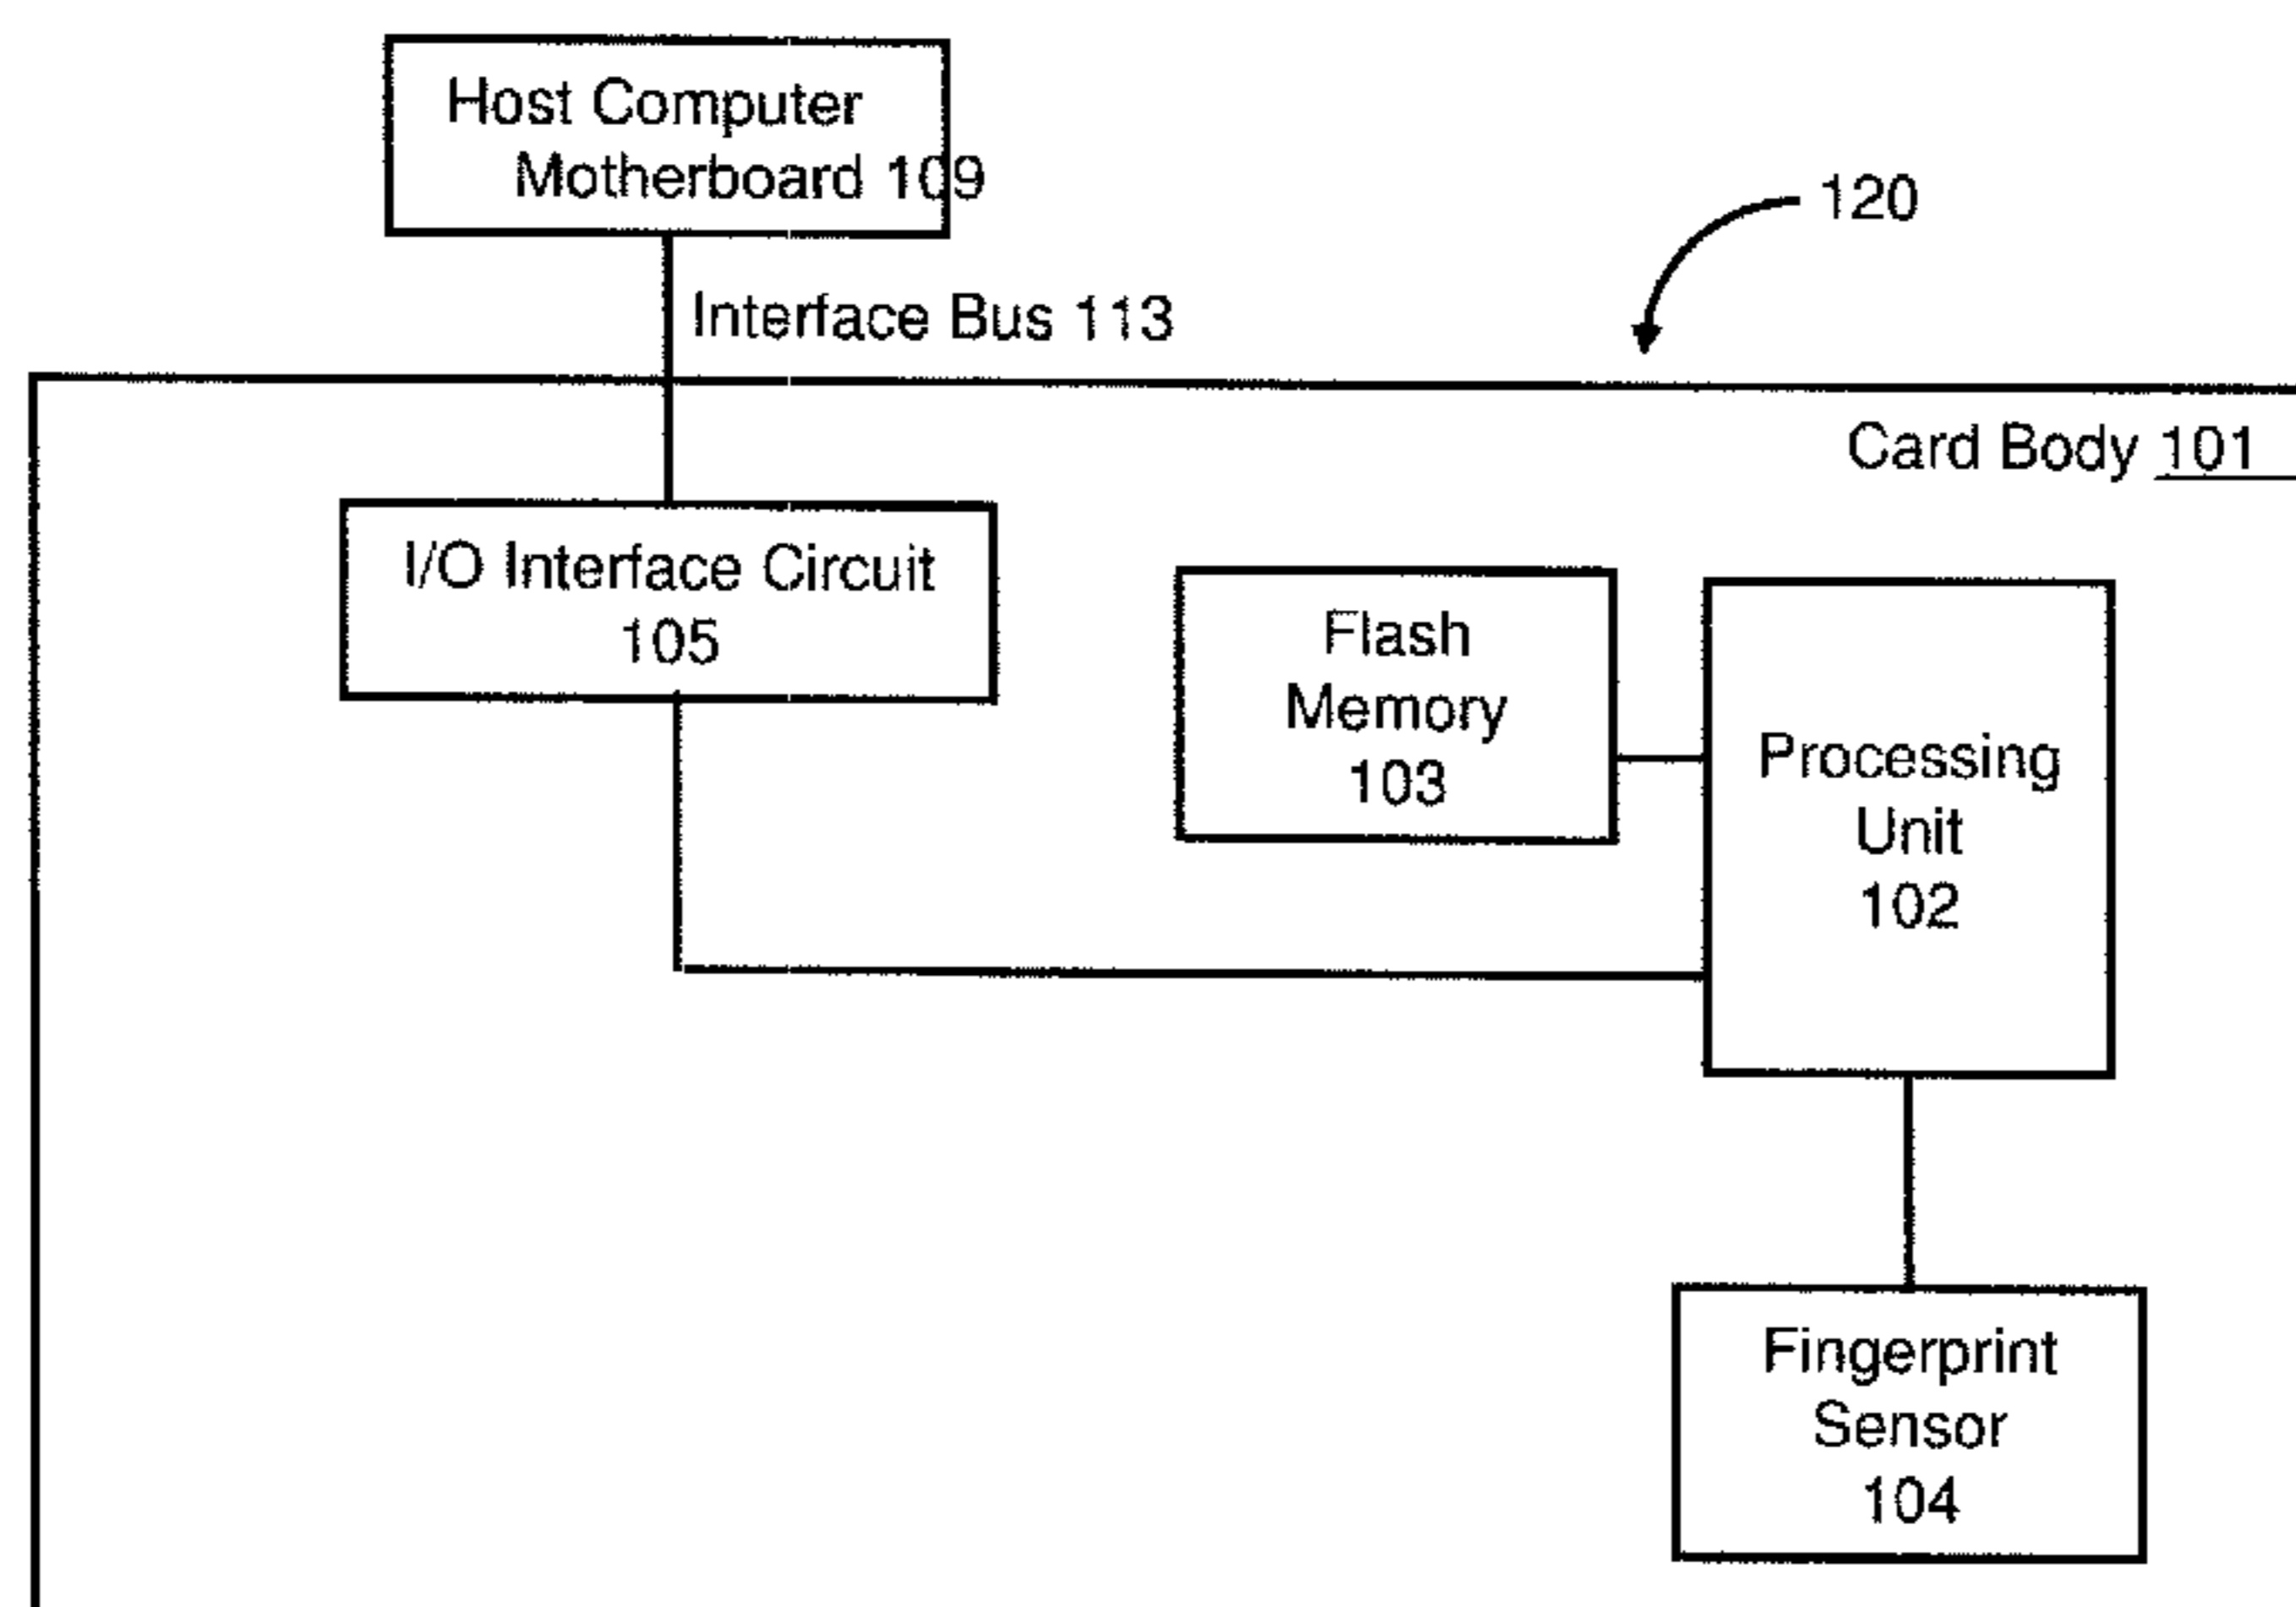 Host Computer
Motherboard 109
120
Interface Bus 113
Card Body 101
I/O Interface Circuit
105
Flash
Memory
103
Processing
Unit
102
Fingerprint
Sensor
104